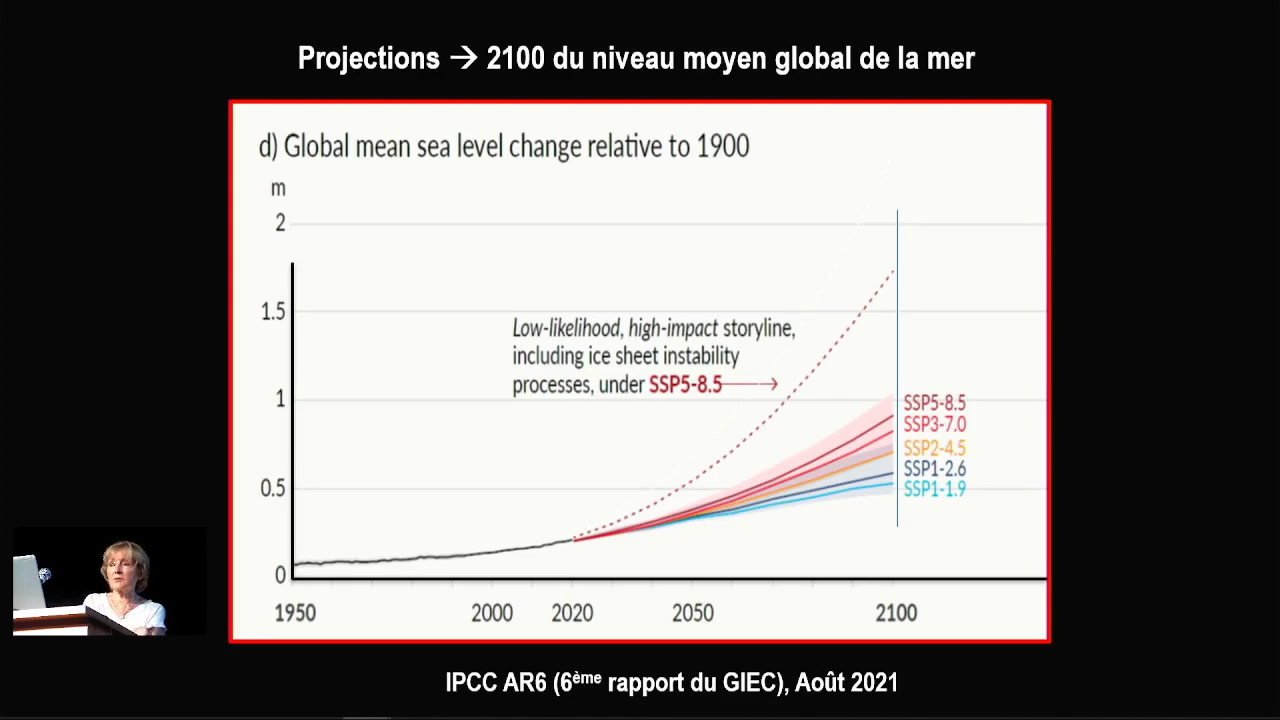 Projections → 2100 du niveau moyen global de la mer
d) Global mean sea level change relative to 1900
m
2
1.5
1
0.5
0
Low-likelihood, high-impact storyline,
including ice sheet instability
processes, under SSP5-8.5
SSP5-8.5
SSP3-7.0
SSP2-4.5
SSP1-2.6
SSP1-1.9
1950 2000 2020 2050 2100
IPCC AR6 (6ème rapport du GIEC), Août 2021